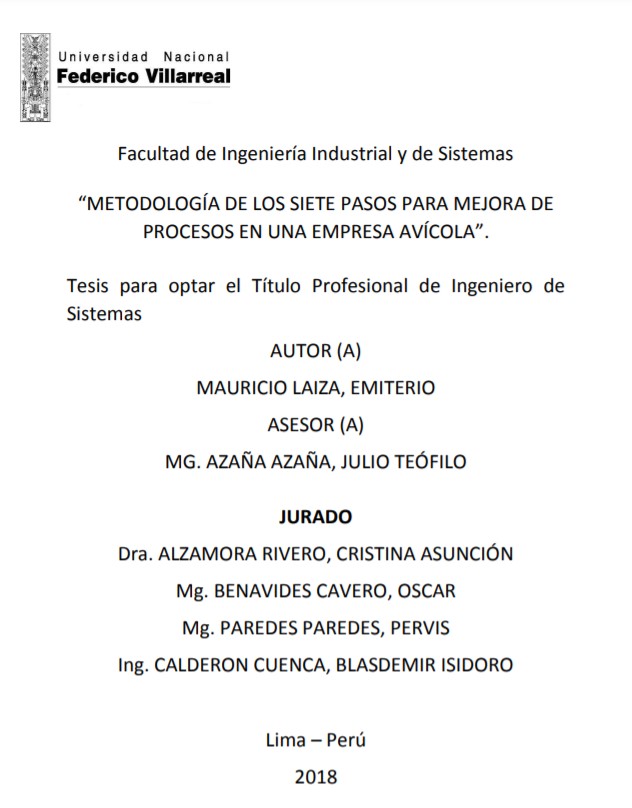 Universidad Nacional
Federico Villarreal
Facultad de Ingeniería Industrial y de Sistemas
“METODOLOGÍA DE LOS SIETE PASOS PARA MEJORA DE
PROCESOS EN UNA EMPRESA AVÍCOLA”.
Tesis para optar el Título Profesional de Ingeniero de
Sistemas
AUTOR (A)
MAURICIO LAIZA, EMITERIO
ASESOR (A)
MG. AZAÑA AZAÑA, JULIO TEÓFILO
JURADO
Dra. ALZAMORA RIVERO, CRISTINA ASUNCIÓN
Mg. BENAVIDES CAVERO, OSCAR
Mg. PAREDES PAREDES, PERVIS
Ing. CALDERON CUENCA, BLASDEMIR ISIDORO
Lima – Perú
2018